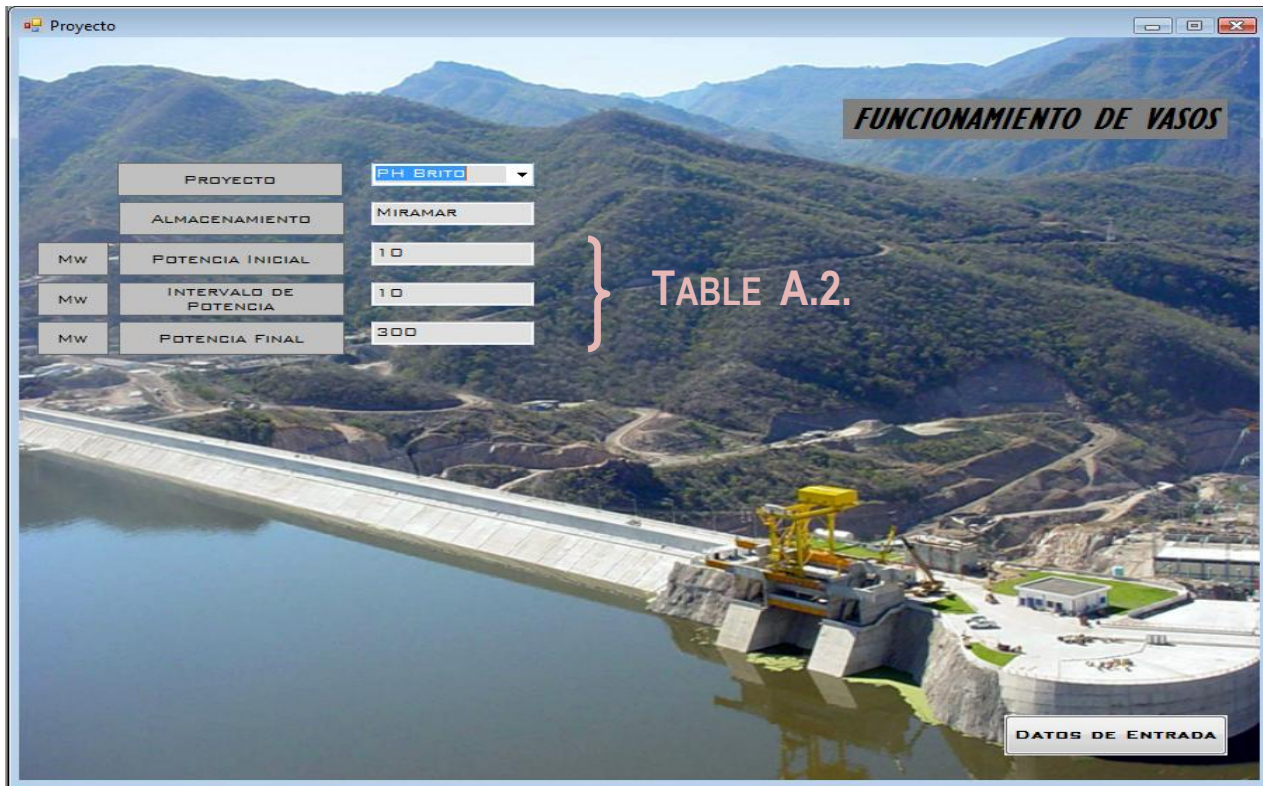 Proyecto
FUNCIONAMIENTO DE VASOS
PROYECTO
PH BRITO
ALMACENAMIENTO
MIRAMAR
MW
POTENCIA INICIAL
10
MW
INTERVALO DE
POTENCIA
10
MW
POTENCIA FINAL
300
TABLE A.2.
DATOS DE ENTRADA